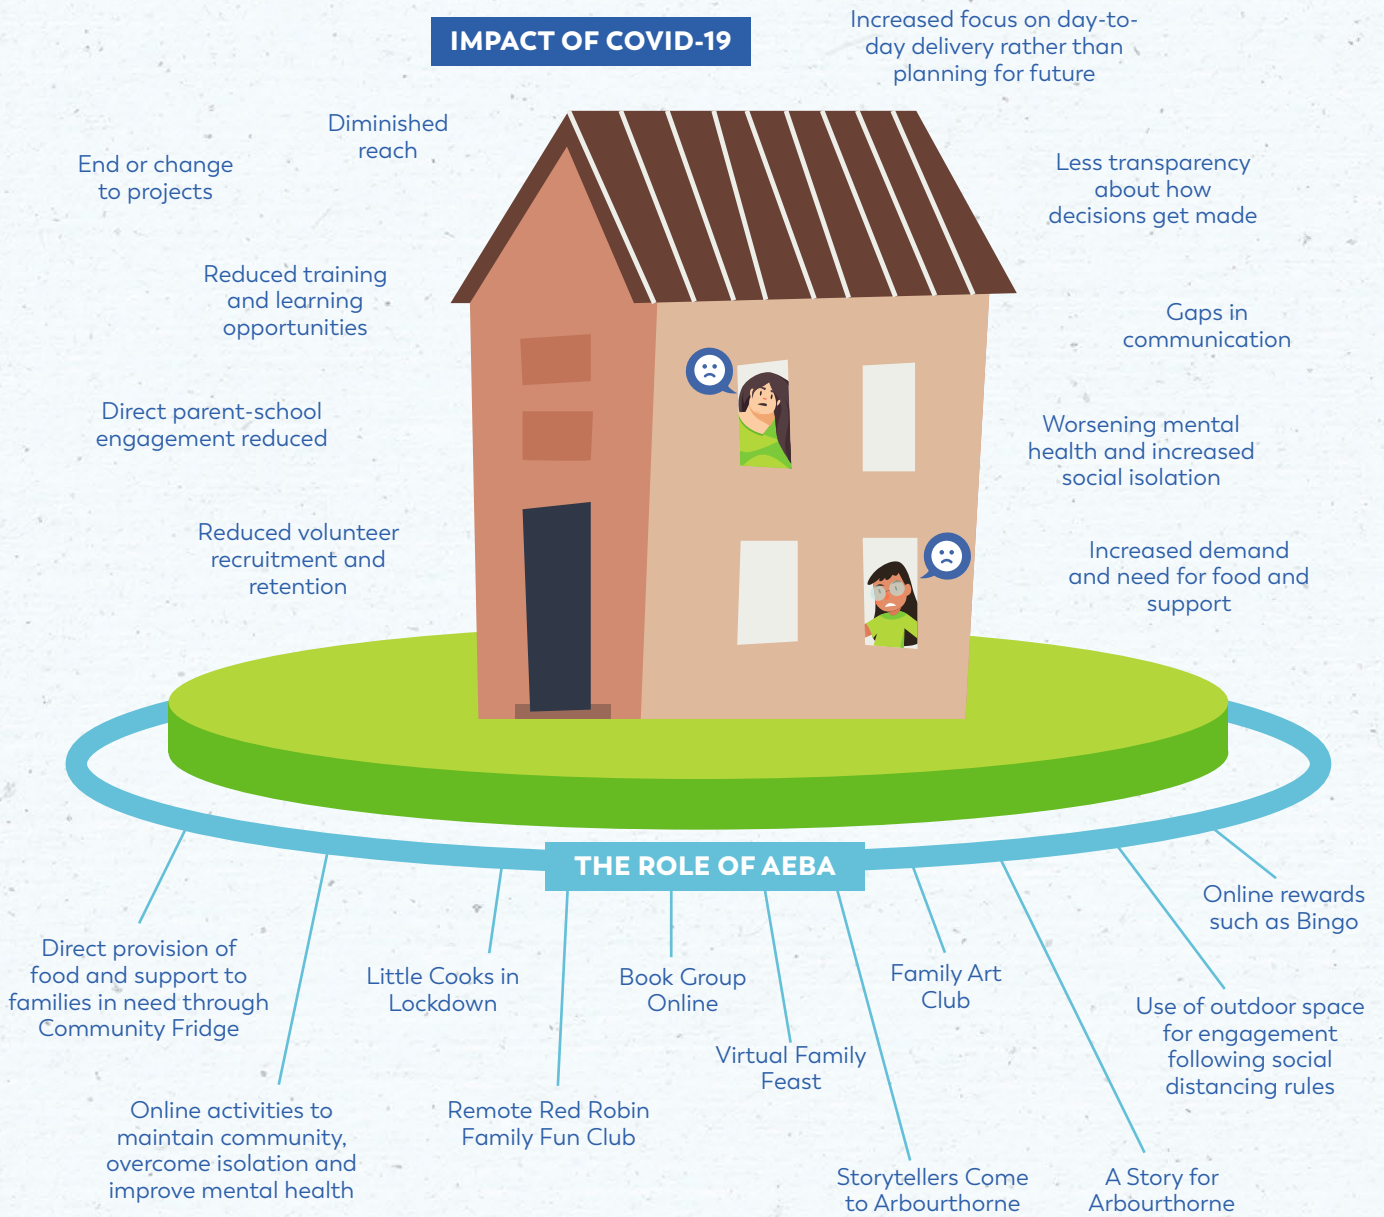 IMPACT OF COVID-19
Increased focus on day-to-
day delivery rather than
planning for future
Diminished
reach
End or change
to projects
Less transparency
about how
decisions get made
Reduced training
and learning
opportunities
Gaps in
communication
Direct parent-school
engagement reduced
Worsening mental
health and increased
social isolation
Reduced volunteer
recruitment and
retention
Increased demand
and need for food and
support
THE ROLE OF AEBA
Direct provision of
food and support to
families in need through
Community Fridge
Online activities to
maintain community,
overcome isolation and
improve mental health
Little Cooks in
Lockdown
Remote Red Robin
Family Fun Club
Book Group
Online
Virtual Family
Feast
Storytellers Come
to Arbourthorne
Family Art
Club
A Story for
Arbourthorne
Use of outdoor space
for engagement
following social
distancing rules
Online rewards
such as Bingo